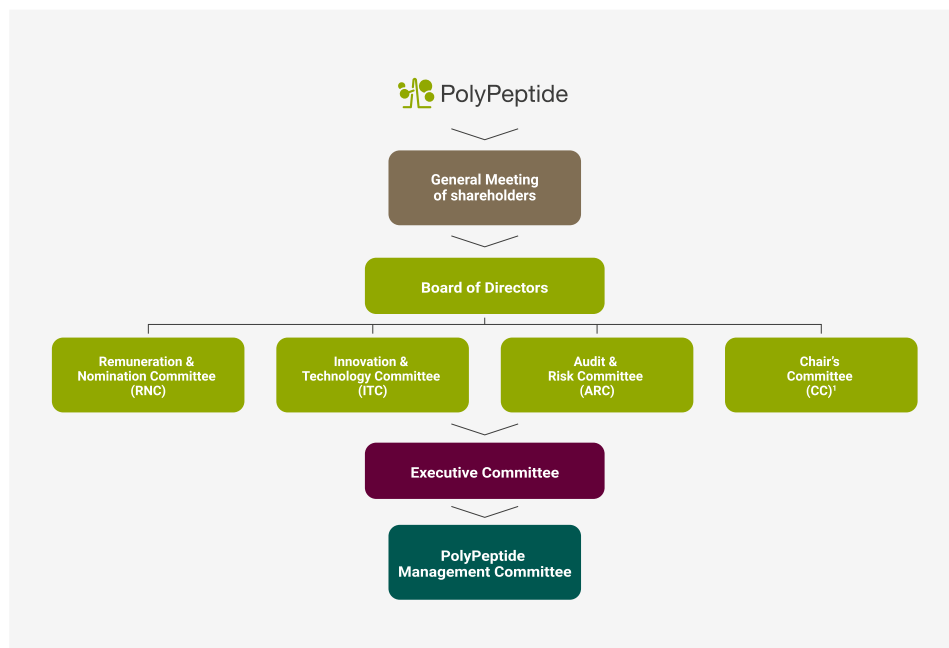 PolyPeptide
General Meeting
of shareholders
Board of Directors
Remuneration &
Nomination Committee
(RNC)
Innovation &
Technology Committee
(ITC)
Audit &
Risk Committee
(ARC)
Chair’s
Committee
(CC)¹
Executive Committee
PolyPeptide
Management Committee